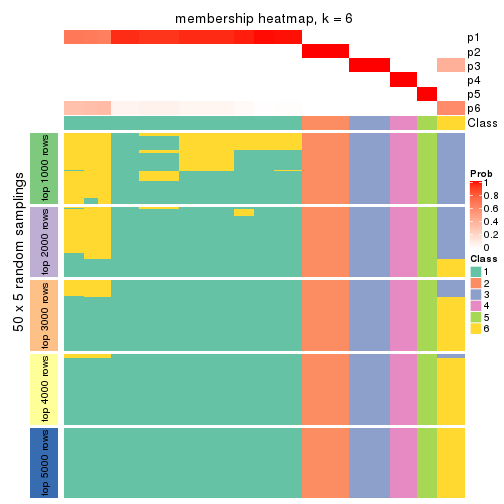 membership heatmap, k = 6
p1
p2
p3
p4
p5
p6
Class
50 x 5 random samplings
top 1000 rows
top 2000 rows
top 3000 rows
top 4000 rows
top 5000 rows
Prob
1
0.8
0.6
0.4
0.2
0
Class
1
2
3
4
5
6